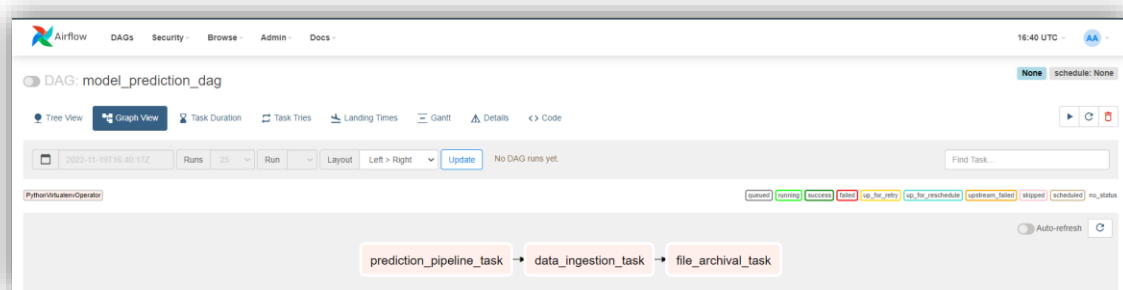 Airflow DAGs Security Browse Admin Docs 16:40 UTC AA
DAG: model_prediction_dag None schedule: None
Tree View Graph View Task Duration Task Tries Landing Times Gantt Details <> Code
2022-11-19T16:40:17Z Runs 25 Run Layout Left > Right Update No DAG runs yet. Find Task...
PythonVirtualenvOperator queued running success failed up_for_retry up_for_reschedule upstream_failed skipped scheduled no_status
Auto-refresh
prediction_pipeline_task data_ingestion_task file_archival_task